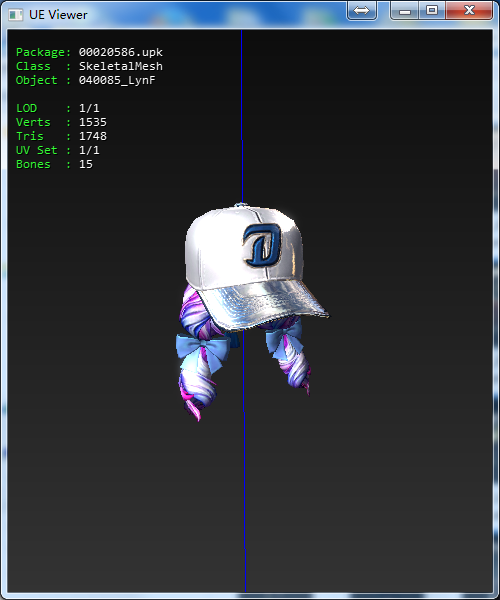 UE Viewer
Package: 00020586.upk
Class : SkeletalMesh
Object : 040085_LynF
LOD : 1/1
Verts : 1535
Tris : 1748
UV Set : 1/1
Bones : 15
D